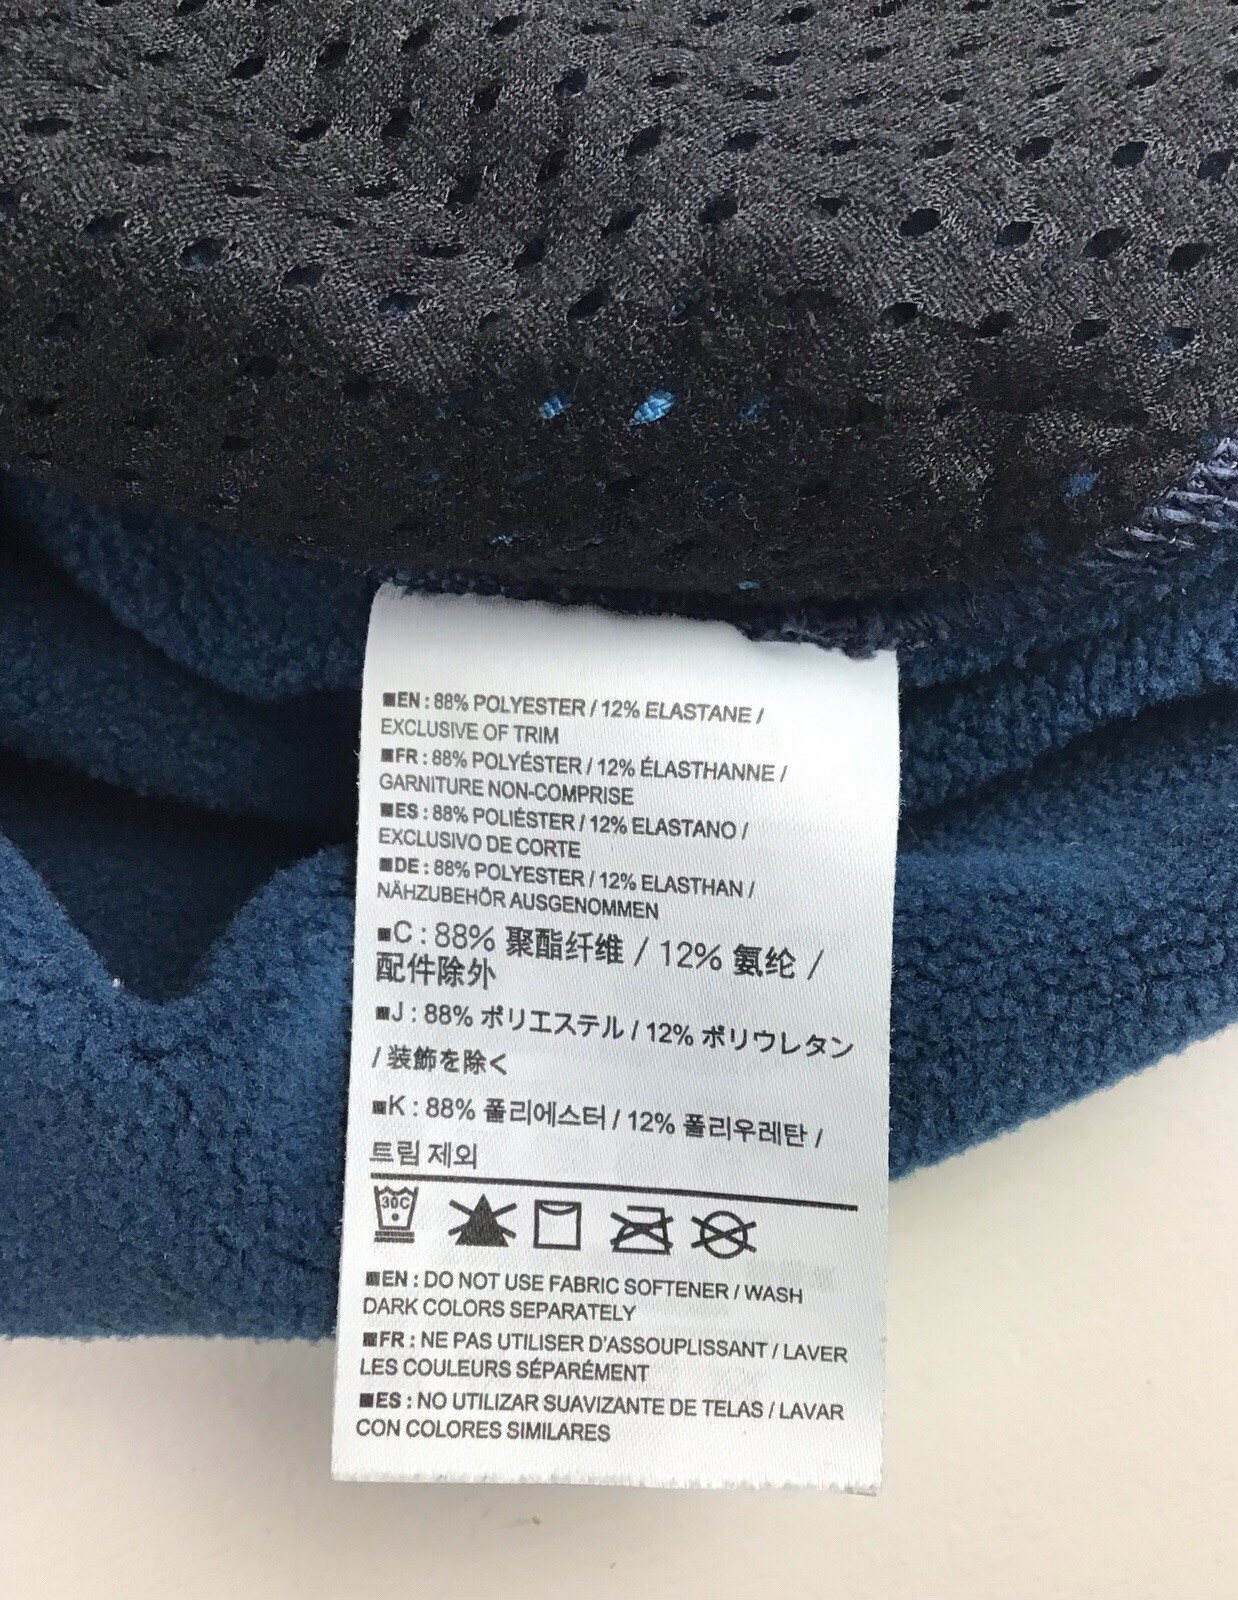 ■EN : 88% POLYESTER / 12% ELASTANE /
EXCLUSIVE OF TRIM
■FR : 88% POLYÉSTER / 12% ÉLASTHANNE /
GARNITURE NON-COMPRISE
■ES : 88% POLIÉSTER / 12% ELASTANO /
EXCLUSIVO DE CORTE
■DE : 88% POLYESTER / 12% ELASTHAN /
NÄHZUBEHÖR AUSGENOMMEN
■C : 88% 聚酯纤维 / 12% 氨纶 /
配件除外
■J : 88% ポリエステル / 12% ポリウレタン
/ 装飾を除く
■K : 88% 폴리에스터 / 12% 폴리우레탄 /
트림 제외
30C
■EN : DO NOT USE FABRIC SOFTENER / WASH
DARK COLORS SEPARATELY
■FR : NE PAS UTILISER D'ASSOUPLISSANT / LAVER
LES COULEURS SÉPARÉMENT
■ES : NO UTILIZAR SUAVIZANTE DE TELAS / LAVAR
CON COLORES SIMILARES